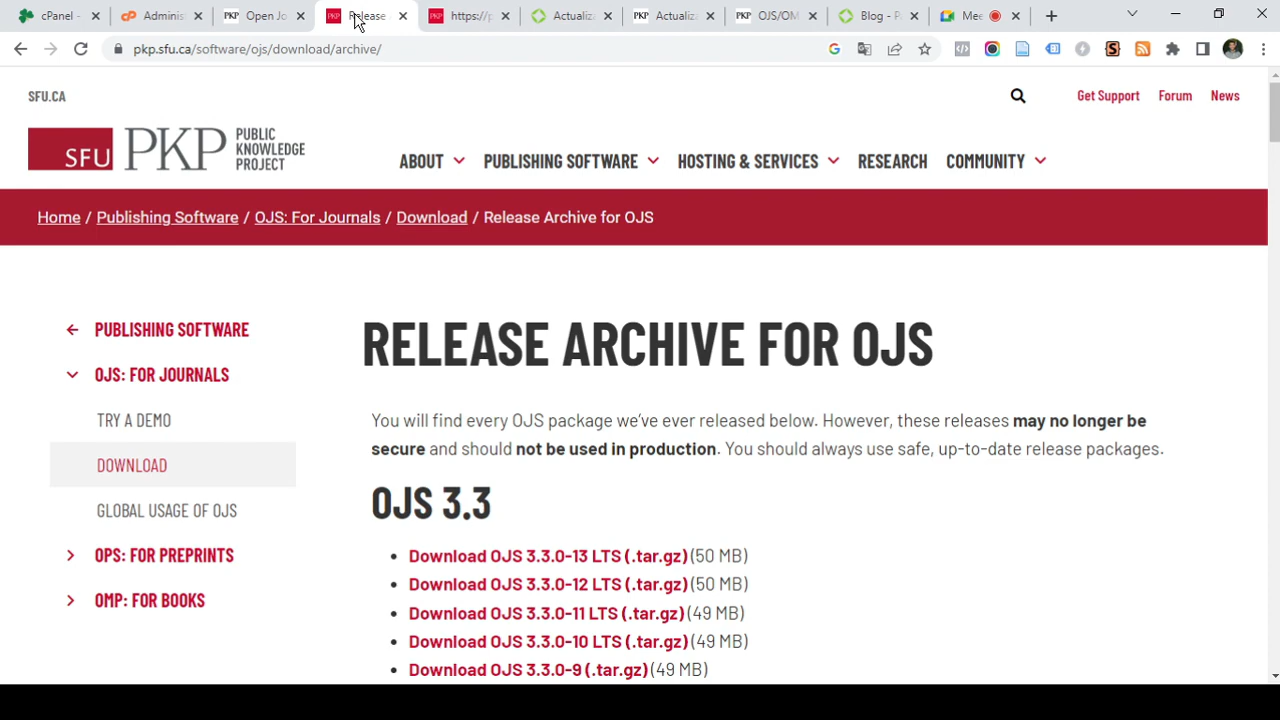 cPanel -
Adminis
Open Jo
Release
https://p
Actualiz
Actualiz
OJS/OM
Blog - P
Mee
pkp.sfu.ca/software/ojs/download/archive/
SFU.CA
Get Support
Forum
News
SFU
PKP
PUBLIC
KNOWLEDGE
PROJECT
ABOUT
PUBLISHING SOFTWARE
HOSTING & SERVICES
RESEARCH
COMMUNITY
Home / Publishing Software / OJS: For Journals / Download / Release Archive for OJS
PUBLISHING SOFTWARE
OJS: FOR JOURNALS
TRY A DEMO
DOWNLOAD
GLOBAL USAGE OF OJS
OPS: FOR PREPRINTS
OMP: FOR BOOKS
RELEASE ARCHIVE FOR OJS
You will find every OJS package we've ever released below. However, these releases may no longer be
secure and should not be used in production. You should always use safe, up-to-date release packages.
OJS 3.3
• Download OJS 3.3.0-13 LTS (.tar.gz) (50 MB)
• Download OJS 3.3.0-12 LTS (.tar.gz) (50 MB)
• Download OJS 3.3.0-11 LTS (.tar.gz) (49 MB)
• Download OJS 3.3.0-10 LTS (.tar.gz) (49 MB)
• Download OJS 3.3.0-9 (.tar.gz) (49 MB)